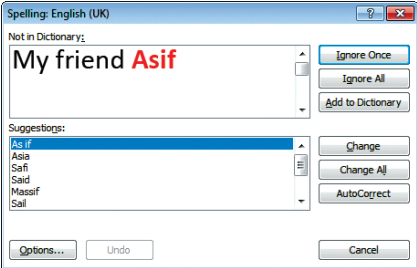 Spelling: English (UK)
Not in Dictionary:
My friend Asif
Ignore Once
Ignore All
Add to Dictionary
Suggestions:
As if
Asia
Safi
Said
Massif
Sail
Change
Change All
AutoCorrect
Options...
Undo
Cancel